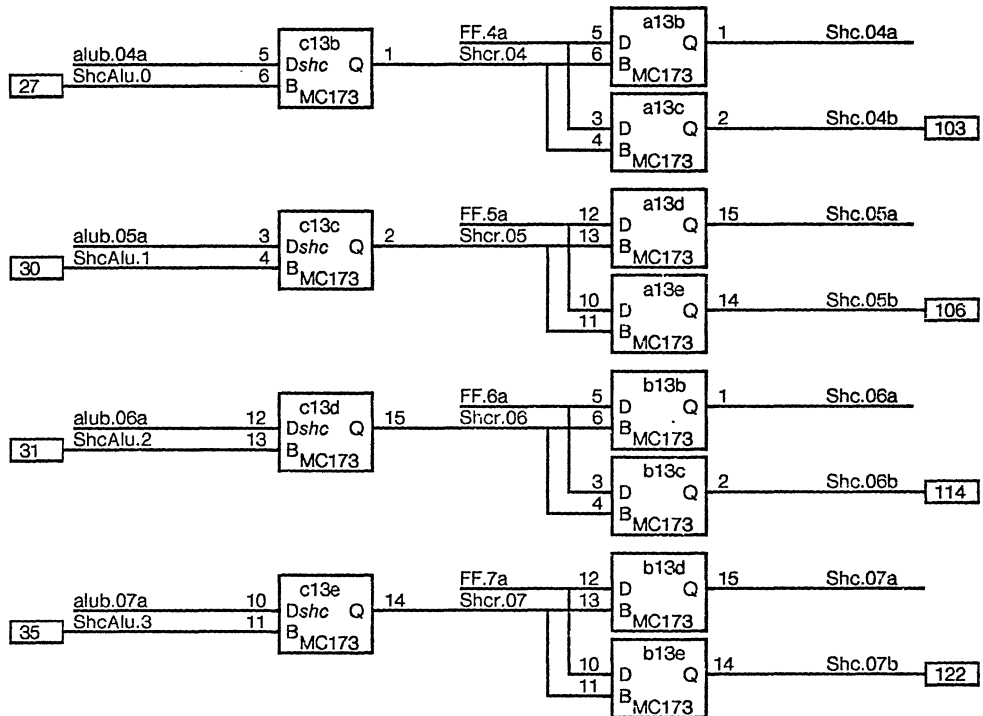 c13b
alub.04a 5 Dshc Q 1
27 ShcAlu.0 6 B MC173
a13b
FF.4a 5 D Q 1 Shc.04a
Shcr.04 6 B MC173
a13c
3 D Q 2 Shc.04b 103
4 B MC173
c13c
alub.05a 3 Dshc Q 2
30 ShcAlu.1 4 B MC173
a13d
FF.5a 12 D Q 15 Shc.05a
Shcr.05 13 B MC173
a13e
10 D Q 14 Shc.05b 106
11 B MC173
c13d
alub.06a 12 Dshc Q 15
31 ShcAlu.2 13 B MC173
b13b
FF.6a 5 D Q 1 Shc.06a
Shcr.06 6 B MC173
b13c
3 D Q 2 Shc.06b 114
4 B MC173
c13e
alub.07a 10 Dshc Q 14
35 ShcAlu.3 11 B MC173
b13d
FF.7a 12 D Q 15 Shc.07a
Shcr.07 13 B MC173
b13e
10 D Q 14 Shc.07b 122
11 B MC173